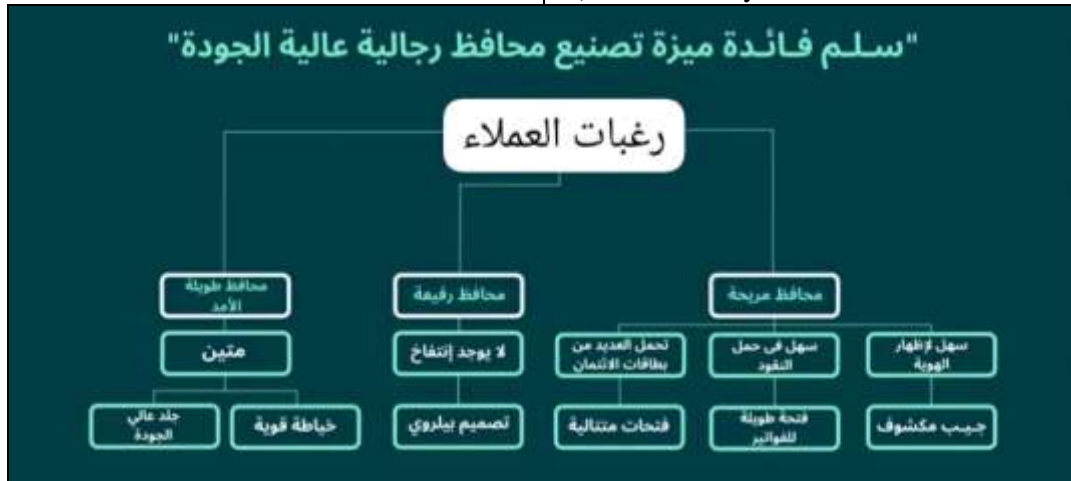 "سلم فائدة ميزة تصنيع محافظ رجالية عالية الجودة"
رغبات العملاء
محافظ مريحة
محافظ رفيعة
محافظ طويلة
الأمد
سهل لإظهار
الهوية
سهل في حمل
النقود
تحمل العديد من
بطاقات الائتمان
لا يوجد إنتفاخ
متين
جيب مكشوف
فتحة طويلة
للفواتير
فتحات متتالية
تصميم بيلروي
خياطة قوية
جلد عالي
الجودة